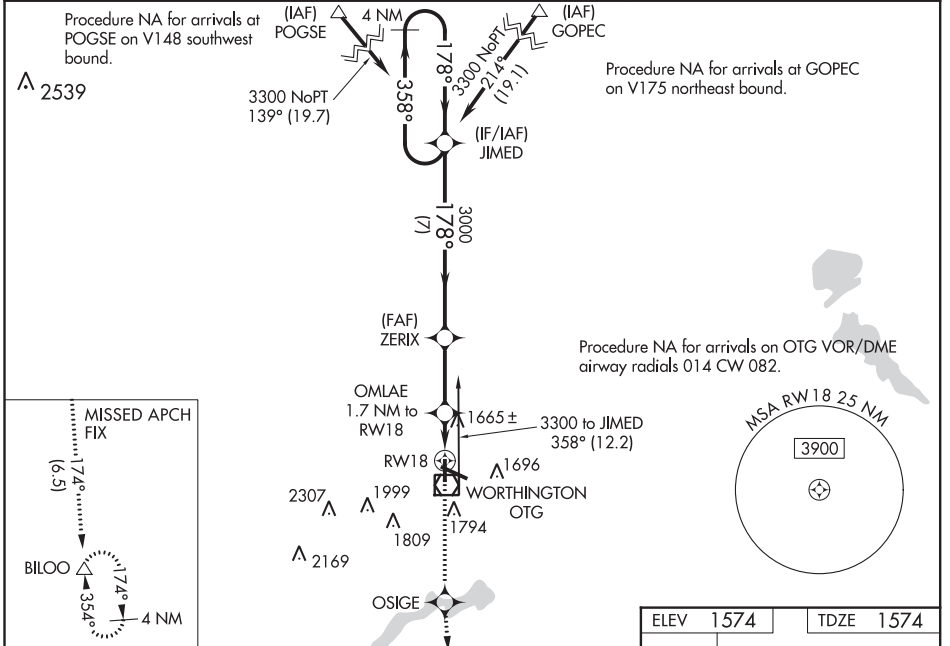 Procedure NA for arrivals at
POGSE on V148 southwest
bound.
2539
(IAF)
POGSE
4 NM
(IAF)
GOPEC
3300 NoPT
139° (19.7)
358°
178°
3300 NoPT
214°
(19.1)
Procedure NA for arrivals at GOPEC
on V175 northeast bound.
(IF/IAF)
JIMED
3000
178°
(7)
(FAF)
ZERIX
Procedure NA for arrivals on OTG VOR/DME
airway radials 014 CW 082.
OMLAE
1.7 NM to
RW18
1665 ±
3300 to JIMED
358° (12.2)
RW18
1696
WORTHINGTON
OTG
2307
1999
1809
1794
2169
OSIGE
MSA RW18 25 NM
3900
MISSED APCH
FIX
174°
(6.5)
BILOO
174°
354°
4 NM
ELEV 1574
TDZE 1574